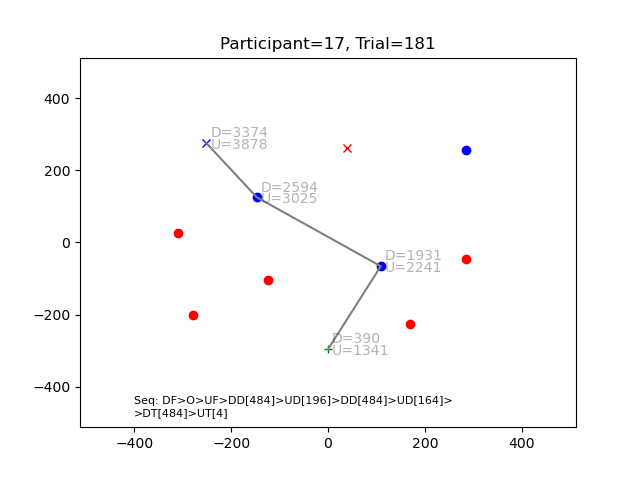 Participant=17, Trial=181
400
200
0
−200
−400
D=3374
U=3878
D=2594
U=3025
D=1931
U=2241
D=390
U=1341
Seq: DF>O>UF>DD[484]>UD[196]>DD[484]>UD[164]>
>DT[484]>UT[4]
−400 −200 0 200 400